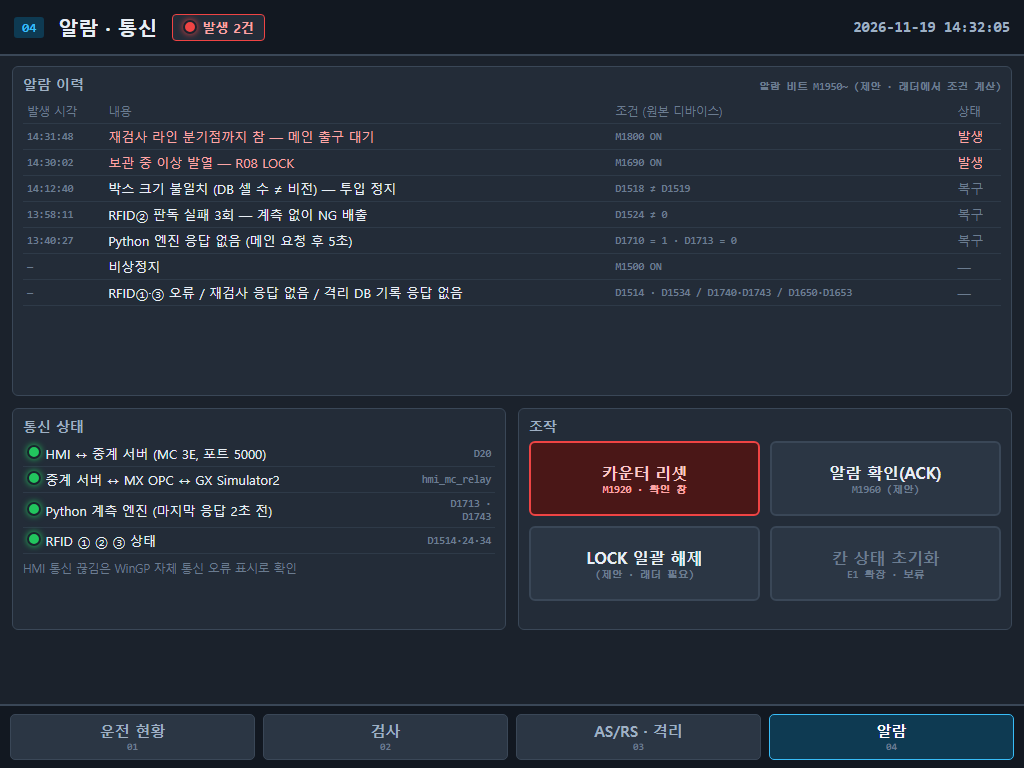 04 알람 · 통신 발생 2건 2026-11-19 14:32:05
알람 이력 알람 비트 M1950~ (제안 · 래더에서 조건 계산)
발생 시각 내용 조건 (원본 디바이스) 상태
14:31:48 재검사 라인 분기점까지 참 — 메인 출구 대기 M1800 ON 발생
14:30:02 보관 중 이상 발열 — R08 LOCK M1690 ON 발생
14:12:40 박스 크기 불일치 (DB 셀 수 ≠ 비전) — 투입 정지 D1518 ≠ D1519 복구
13:58:11 RFID② 판독 실패 3회 — 계측 없이 NG 배출 D1524 ≠ 0 복구
13:40:27 Python 엔진 응답 없음 (메인 요청 후 5초) D1710 = 1 · D1713 = 0 복구
– 비상정지 M1500 ON —
– RFID①·③ 오류 / 재검사 응답 없음 / 격리 DB 기록 응답 없음 D1514 · D1534 / D1740·D1743 / D1650·D1653 —
통신 상태
HMI ↔ 중계 서버 (MC 3E, 포트 5000) D20
중계 서버 ↔ MX OPC ↔ GX Simulator2 hmi_mc_relay
Python 계측 엔진 (마지막 응답 2초 전) D1713 ·
D1743
RFID ① ② ③ 상태 D1514·24·34
HMI 통신 끊김은 WinGP 자체 통신 오류 표시로 확인
조작
카운터 리셋
M1920 · 확인 창
알람 확인(ACK)
M1960 (제안)
LOCK 일괄 해제
(제안 · 래더 필요)
칸 상태 초기화
E1 확장 · 보류
운전 현황
01
검사
02
AS/RS · 격리
03
알람
04